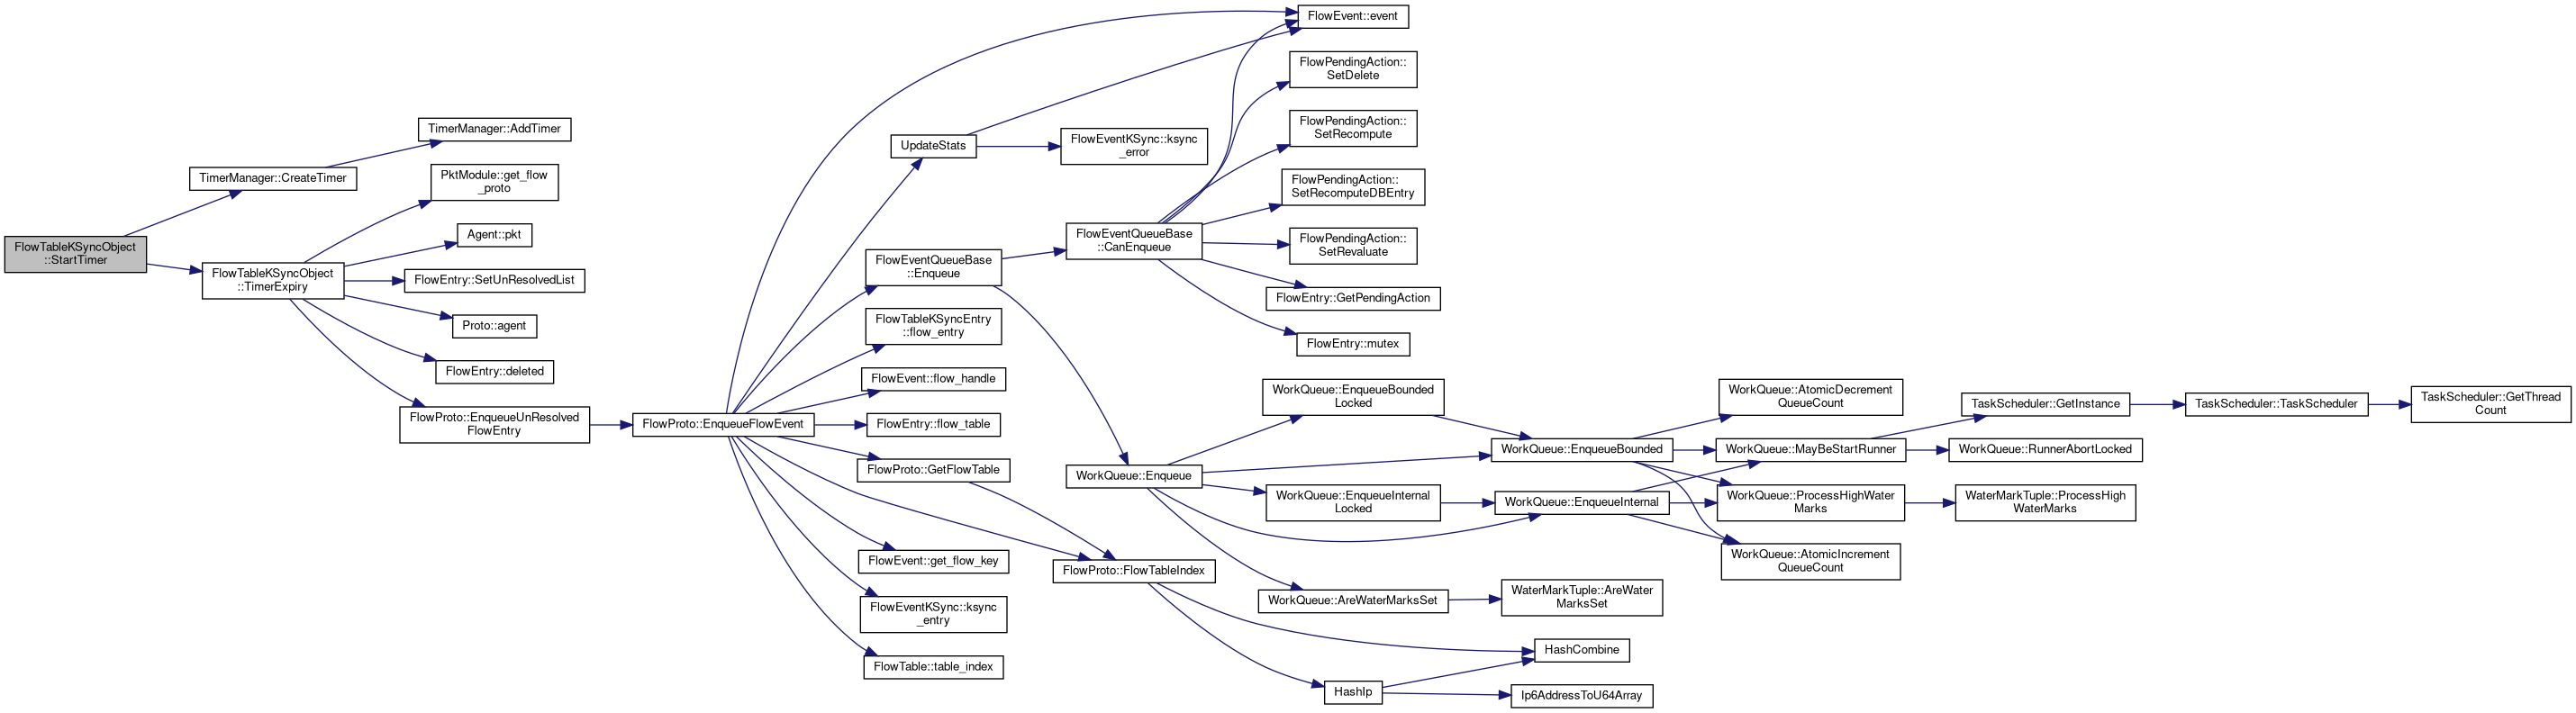 FlowTableKSyncObject
::StartTimer
TimerManager::CreateTimer
TimerManager::AddTimer
FlowTableKSyncObject
::TimerExpiry
PktModule::get_flow
_proto
Agent::pkt
FlowEntry::SetUnResolvedList
Proto::agent
FlowEntry::deleted
FlowProto::EnqueueUnResolved
FlowEntry
FlowProto::EnqueueFlowEvent
UpdateStats
FlowEventQueueBase
::Enqueue
FlowTableKSyncEntry
::flow_entry
FlowEvent::flow_handle
FlowEntry::flow_table
FlowProto::GetFlowTable
FlowEvent::get_flow_key
FlowEventKSync::ksync
_entry
FlowTable::table_index
FlowEvent::event
FlowEventKSync::ksync
_error
FlowEventQueueBase
::CanEnqueue
WorkQueue::Enqueue
FlowProto::FlowTableIndex
FlowPendingAction::
SetDelete
FlowPendingAction::
SetRecompute
FlowPendingAction::
SetRecomputeDBEntry
FlowPendingAction::
SetRevaluate
FlowEntry::GetPendingAction
FlowEntry::mutex
WorkQueue::EnqueueBounded
Locked
WorkQueue::EnqueueInternal
Locked
WorkQueue::AreWaterMarksSet
HashIp
WorkQueue::EnqueueBounded
WorkQueue::EnqueueInternal
WaterMarkTuple::AreWater
MarksSet
HashCombine
Ip6AddressToU64Array
WorkQueue::AtomicDecrement
QueueCount
WorkQueue::MayBeStartRunner
WorkQueue::ProcessHighWater
Marks
WorkQueue::AtomicIncrement
QueueCount
TaskScheduler::GetInstance
WorkQueue::RunnerAbortLocked
WaterMarkTuple::ProcessHigh
WaterMarks
TaskScheduler::TaskScheduler
TaskScheduler::GetThread
Count